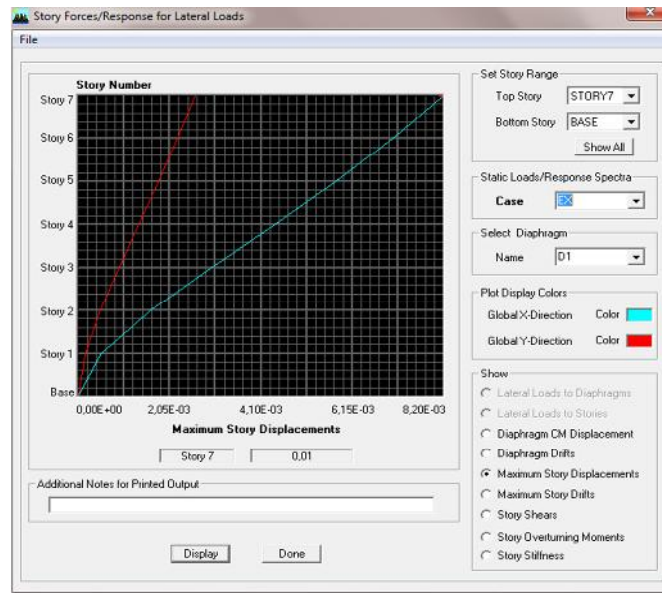 Story Forces/Response for Lateral Loads
File
Story Number
Story 7
Story 6
Story 5
Story 4
Story 3
Story 2
Story 1
Base
0,00E+00 2,05E-03 4,10E-03 6,15E-03 8,20E-03
Maximum Story Displacements
Story 7 0,01
Additional Notes for Printed Output
Display Done
Set Story Range
Top Story STORY7
Bottom Story BASE
Show All
Static Loads/Response Spectra
Case EX
Select Diaphragm
Name D1
Plot Display Colors
Global X-Direction Color
Global Y-Direction Color
Show
Lateral Loads to Diaphragms
Lateral Loads to Stories
Diaphragm CM Displacement
Diaphragm Drifts
Maximum Story Displacements
Maximum Story Drifts
Story Shears
Story Overturning Moments
Story Stiffness